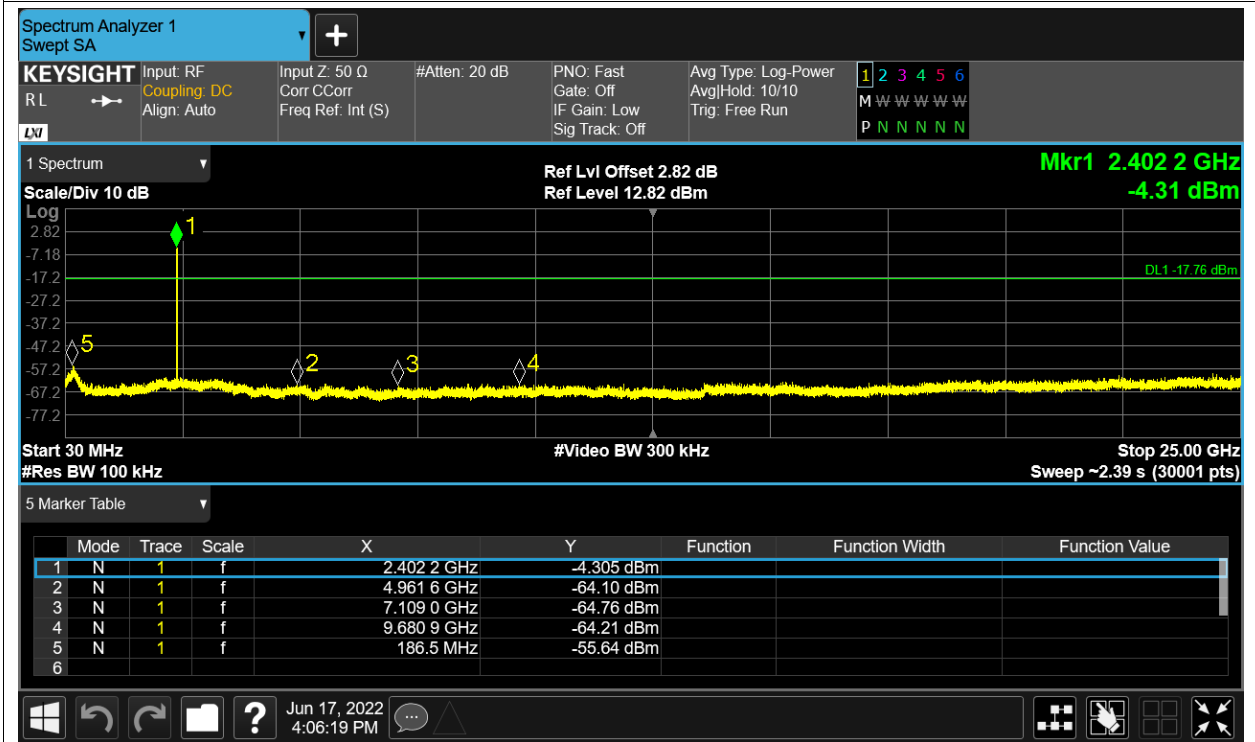 Spectrum Analyzer 1
Swept SA
+
KEYSIGHT
R L
LXI
Input: RF
Coupling: DC
Align: Auto
Input Z: 50 Ω
Corr CCorr
Freq Ref: Int (S)
#Atten: 20 dB
PNO: Fast
Gate: Off
IF Gain: Low
Sig Track: Off
Avg Type: Log-Power
Avg|Hold: 10/10
Trig: Free Run
1 2 3 4 5 6
M W W W W W
P N N N N N
1 Spectrum
Scale/Div 10 dB
Ref Lvl Offset 2.82 dB
Ref Level 12.82 dBm
Mkr1 2.402 2 GHz
-4.31 dBm
Log
2.82
-7.18
-17.2
-27.2
-37.2
-47.2
-57.2
-67.2
-77.2
1
DL1 -17.76 dBm
5
2
3
4
Start 30 MHz
#Video BW 300 kHz
Stop 25.00 GHz
#Res BW 100 kHz
Sweep ~2.39 s (30001 pts)
5 Marker Table
Mode Trace Scale X Y Function Function Width Function Value
1 N 1 f 2.402 2 GHz -4.305 dBm
2 N 1 f 4.961 6 GHz -64.10 dBm
3 N 1 f 7.109 0 GHz -64.76 dBm
4 N 1 f 9.680 9 GHz -64.21 dBm
5 N 1 f 186.5 MHz -55.64 dBm
6
?
Jun 17, 2022
4:06:19 PM